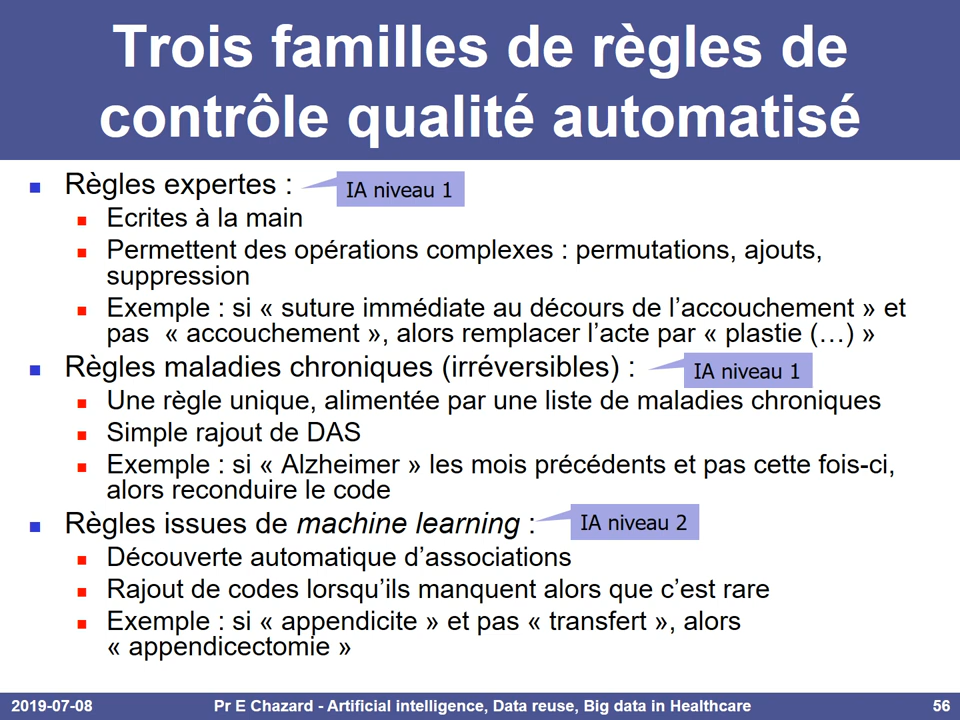 Trois familles de règles de
contrôle qualité automatisé
Règles expertes :
IA niveau 1
Ecrites à la main
Permettent des opérations complexes : permutations, ajouts,
suppression
Exemple : si « suture immédiate au décours de l’accouchement » et
pas « accouchement », alors remplacer l’acte par « plastie (…) »
Règles maladies chroniques (irréversibles) :
IA niveau 1
Une règle unique, alimentée par une liste de maladies chroniques
Simple rajout de DAS
Exemple : si « Alzheimer » les mois précédents et pas cette fois-ci,
alors reconduire le code
Règles issues de machine learning :
IA niveau 2
Découverte automatique d’associations
Rajout de codes lorsqu’ils manquent alors que c’est rare
Exemple : si « appendicite » et pas « transfert », alors
« appendicectomie »
2019-07-08
Pr E Chazard - Artificial intelligence, Data reuse, Big data in Healthcare
56